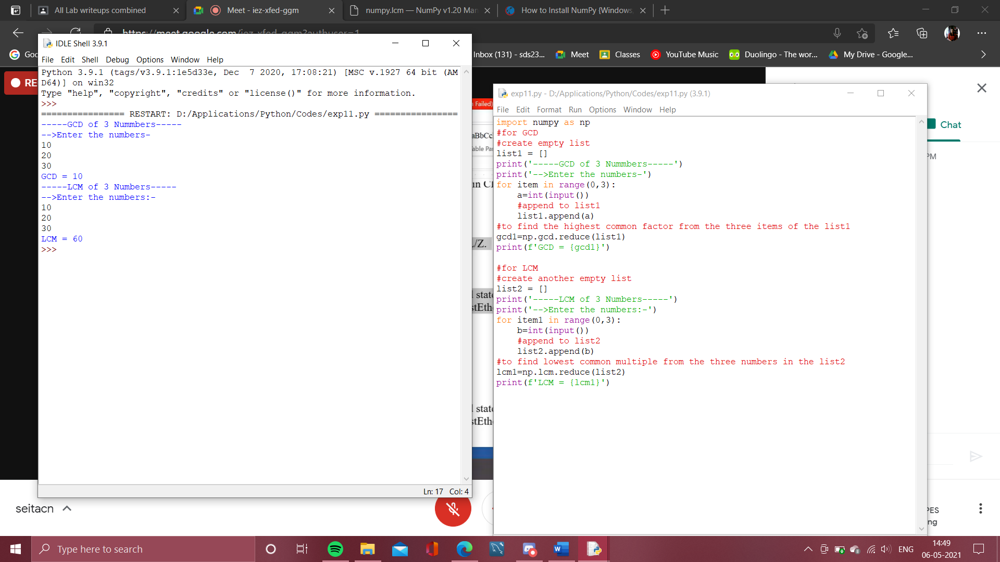 All Lab writeups combined
Meet - iez-xfed-ggm
numpy.lcm — NumPy v1.20 Man
How to Install NumPy {Windows,
https://meet.google.com/iez-xfed-ggm?authuser=1
Goo
Inbox (131) - sds23...
Meet
Classes
YouTube Music
Duolingo - The wor...
My Drive - Google...
IDLE Shell 3.9.1
File Edit Shell Debug Options Window Help
Python 3.9.1 (tags/v3.9.1:1e5d33e, Dec  7 2020, 17:08:21) [MSC v.1927 64 bit (AM
D64)] on win32
Type "help", "copyright", "credits" or "license()" for more information.
>>>
================ RESTART: D:/Applications/Python/Codes/exp11.py ================
-----GCD of 3 Nummbers-----
-->Enter the numbers-
10
20
30
GCD = 10
-----LCM of 3 Numbers-----
-->Enter the numbers:-
10
20
30
LCM = 60
>>>
Ln: 17 Col: 4
RE
n Failed)
aBbCc
able Par
in Cl
/Z.
l state
stEth
l state
stEth
exp11.py - D:/Applications/Python/Codes/exp11.py (3.9.1)
File Edit Format Run Options Window Help
import numpy as np
#for GCD
#create empty list
list1 = []
print('-----GCD of 3 Nummbers-----')
print('-->Enter the numbers-')
for item in range(0,3):
    a=int(input())
    #append to list1
    list1.append(a)
#to find the highest common factor from the three items of the list1
gcd1=np.gcd.reduce(list1)
print(f'GCD = {gcd1}')
#for LCM
#create another empty list
list2 = []
print('-----LCM of 3 Numbers-----')
print('-->Enter the numbers:-')
for item1 in range(0,3):
    b=int(input())
    #append to list2
    list2.append(b)
#to find lowest common multiple from the three numbers in the list2
lcm1=np.lcm.reduce(list2)
print(f'LCM = {lcm1}')
Chat
PM
seitacn
PES
ng
Type here to search
ENG
14:49
06-05-2021